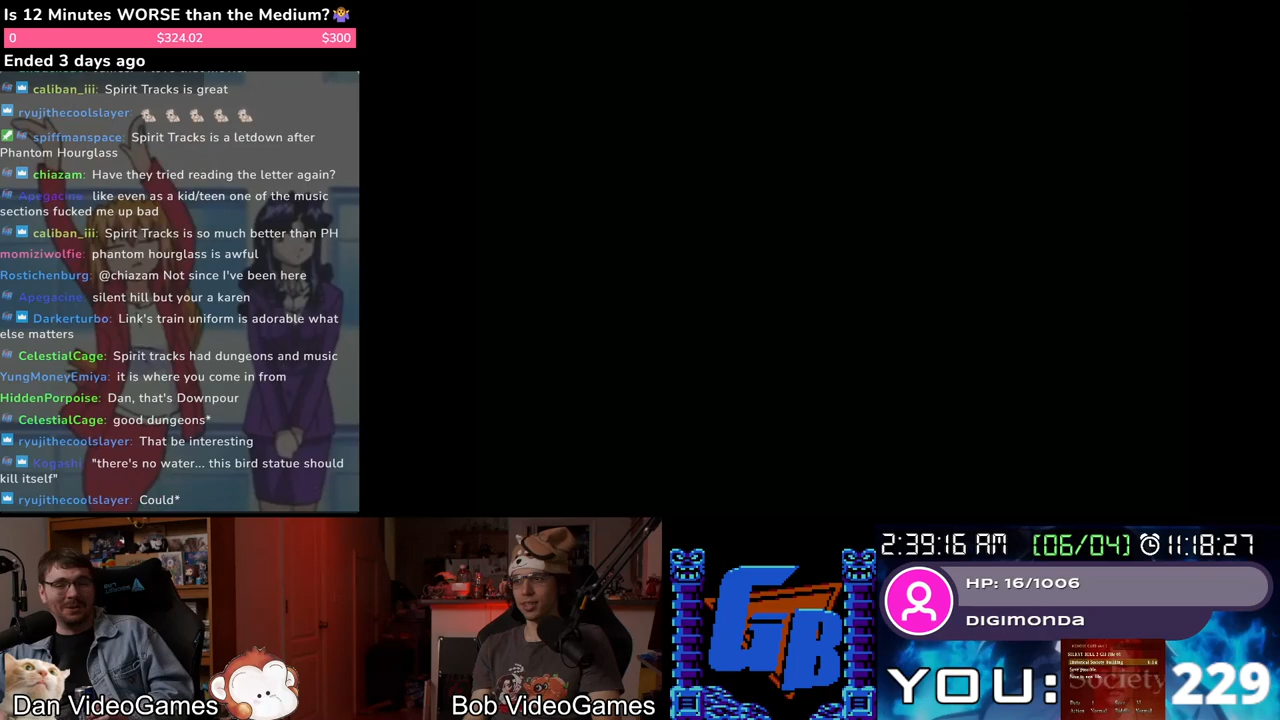 Is 12 Minutes WORSE than the Medium?🤷‍♀️
0 $324.02 $300
Ended 3 days ago
caliban_iii: Spirit Tracks is great
ryujithecoolslayer:
spiffmanspace: Spirit Tracks is a letdown after
Phantom Hourglass
chiazam: Have they tried reading the letter again?
Apegacine: like even as a kid/teen one of the music
sections fucked me up bad
caliban_iii: Spirit Tracks is so much better than PH
momiziwolfie: phantom hourglass is awful
Rostichenburg: @chiazam Not since I've been here
Apegacine: silent hill but your a karen
Darkerturbo: Link's train uniform is adorable what
else matters
CelestialCage: Spirit tracks had dungeons and music
YungMoneyEmiya: it is where you come in from
HiddenPorpoise: Dan, that's Downpour
CelestialCage: good dungeons*
ryujithecoolslayer: That be interesting
Kogashi: "there's no water... this bird statue should
kill itself"
ryujithecoolslayer: Could*
Dan VideoGames
Bob VideoGames
GB
2:39:16 AM [06/04] 11:18:27
HP: 16/1006
DIGIMONDA
YOU:
Society
229